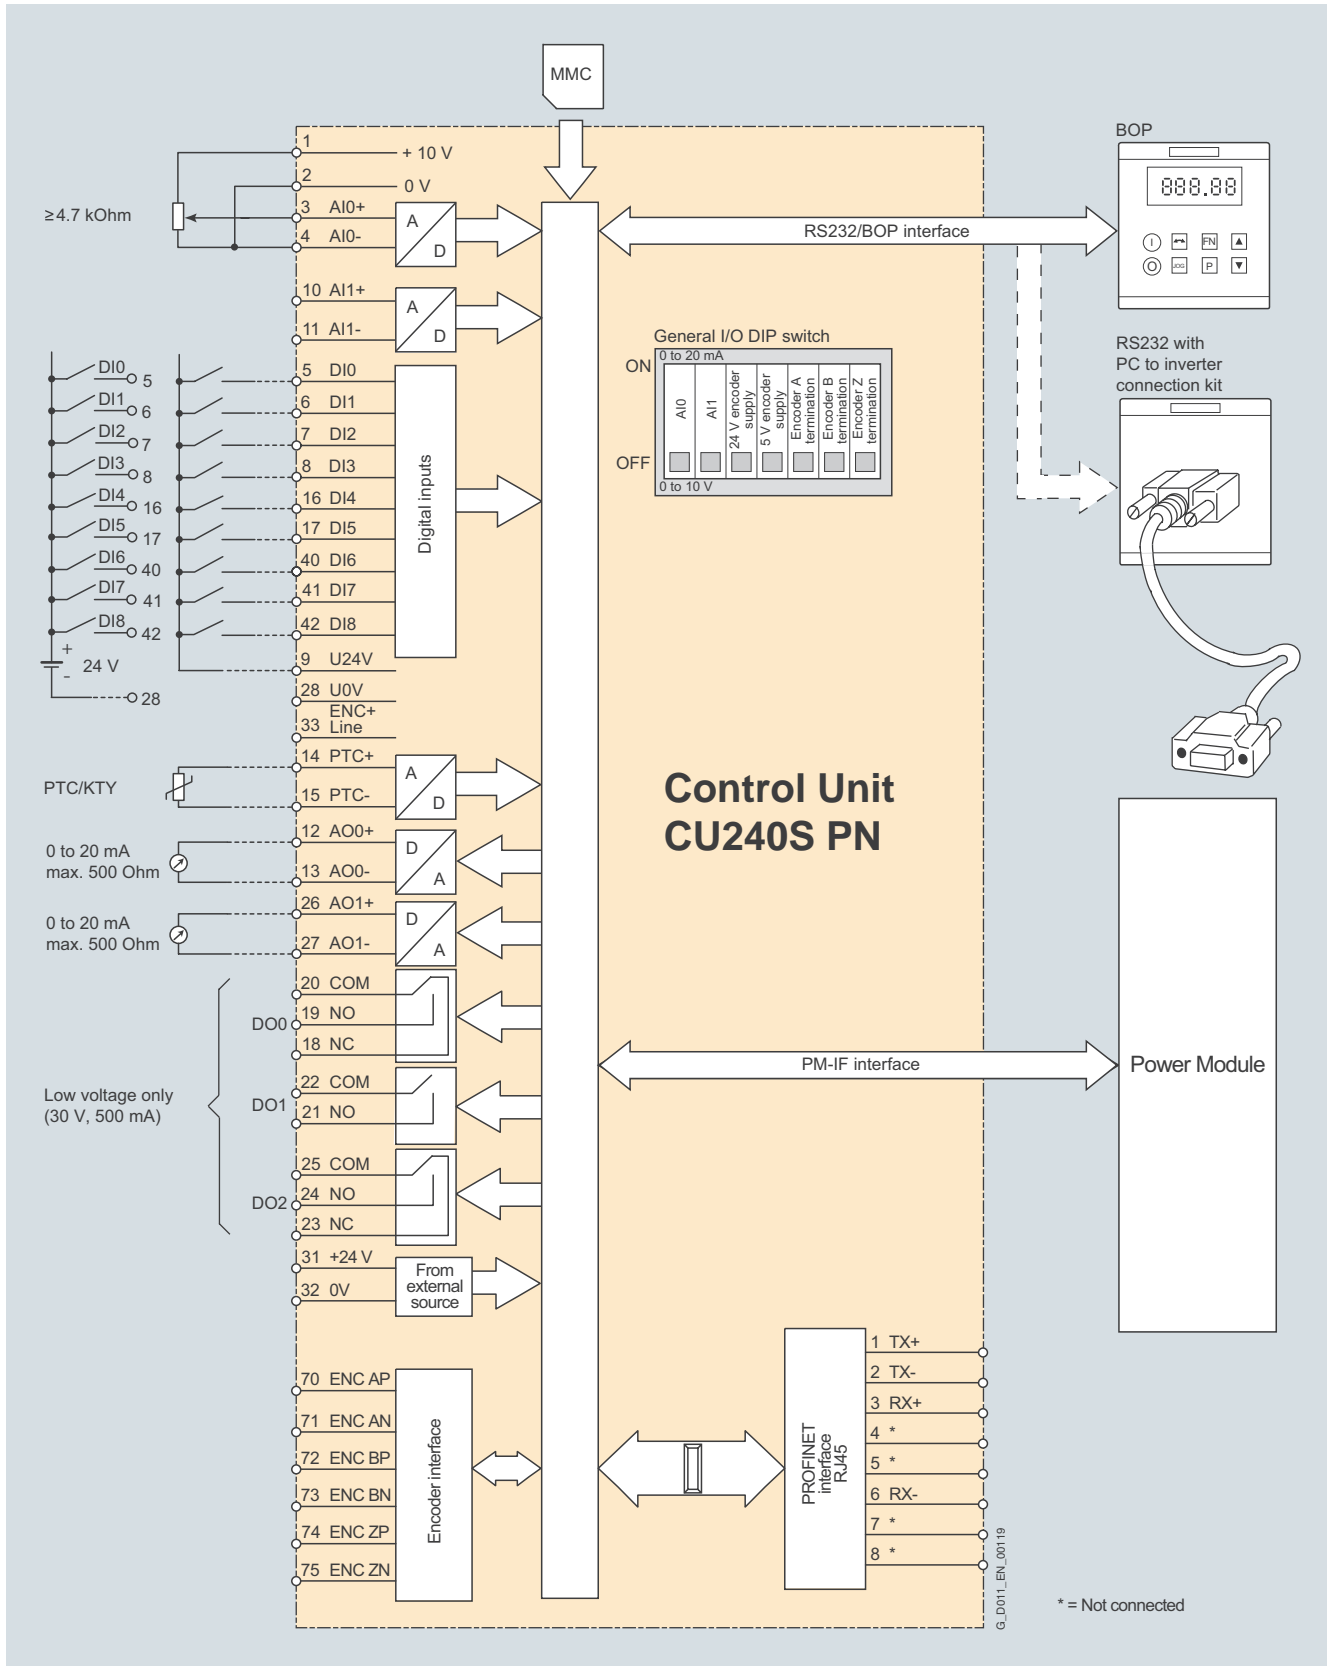 MMC
BOP
888.88
I
FN
O
JOG
P
1
+ 10 V
2
0 V
≥4.7 kOhm
3 AI0+
4 AI0-
A
D
RS232/BOP interface
10 AI1+
11 AI1-
A
D
General I/O DIP switch
ON
0 to 20 mA
AI0
AI1
24 V encoder
supply
5 V encoder
supply
Encoder A
termination
Encoder B
termination
Encoder Z
termination
OFF
0 to 10 V
RS232 with
PC to inverter
connection kit
DI0 5
DI1 6
DI2 7
DI3 8
DI4 16
DI5 17
DI6 40
DI7 41
DI8 42
+
24 V
-
28
5 DI0
6 DI1
7 DI2
8 DI3
16 DI4
17 DI5
40 DI6
41 DI7
42 DI8
Digital inputs
9 U24V
28 U0V
ENC+
33 Line
PTC/KTY
14 PTC+
15 PTC-
A
D
Control Unit
CU240S PN
0 to 20 mA
max. 500 Ohm
12 AO0+
13 AO0-
D
A
0 to 20 mA
max. 500 Ohm
26 AO1+
27 AO1-
D
A
Low voltage only
(30 V, 500 mA)
DO0
20 COM
19 NO
18 NC
DO1
22 COM
21 NO
DO2
25 COM
24 NO
23 NC
PM-IF interface
Power Module
31 +24 V
32 0V
From
external
source
70 ENC AP
71 ENC AN
72 ENC BP
73 ENC BN
74 ENC ZP
75 ENC ZN
Encoder interface
PROFINET
interface
RJ45
1 TX+
2 TX-
3 RX+
4 *
5 *
6 RX-
7 *
8 *
G_D011_EN_00119
* = Not connected